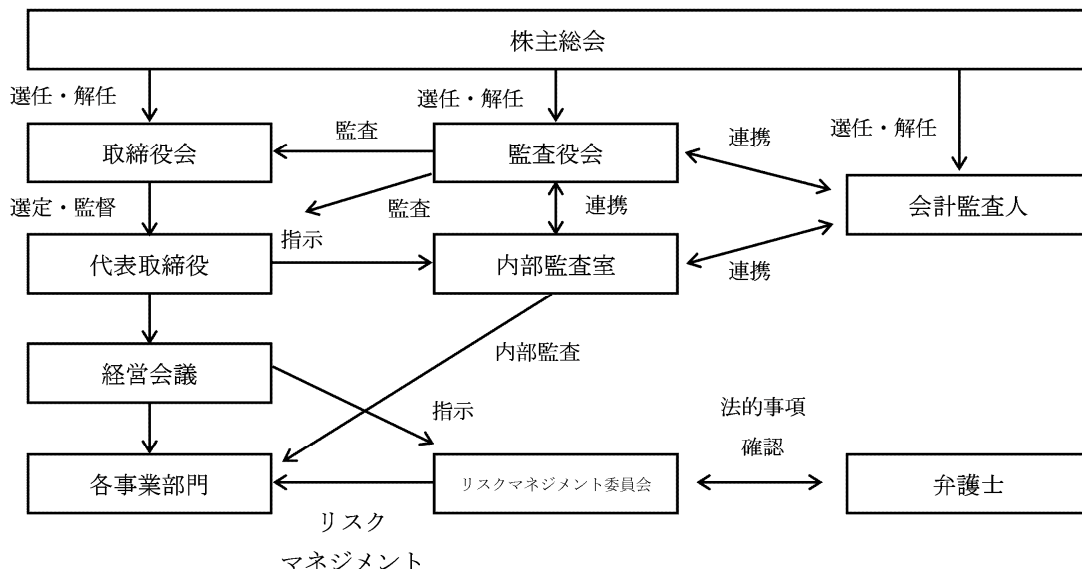 株主総会
選任・解任
選任・解任
選任・解任
取締役会
監査
監査役会
連携
会計監査人
選定・監督
監査
連携
指示
代表取締役
内部監査室
連携
経営会議
内部監査
指示
法的事項
確認
各事業部門
リスクマネジメント委員会
弁護士
リスク
マネジメント